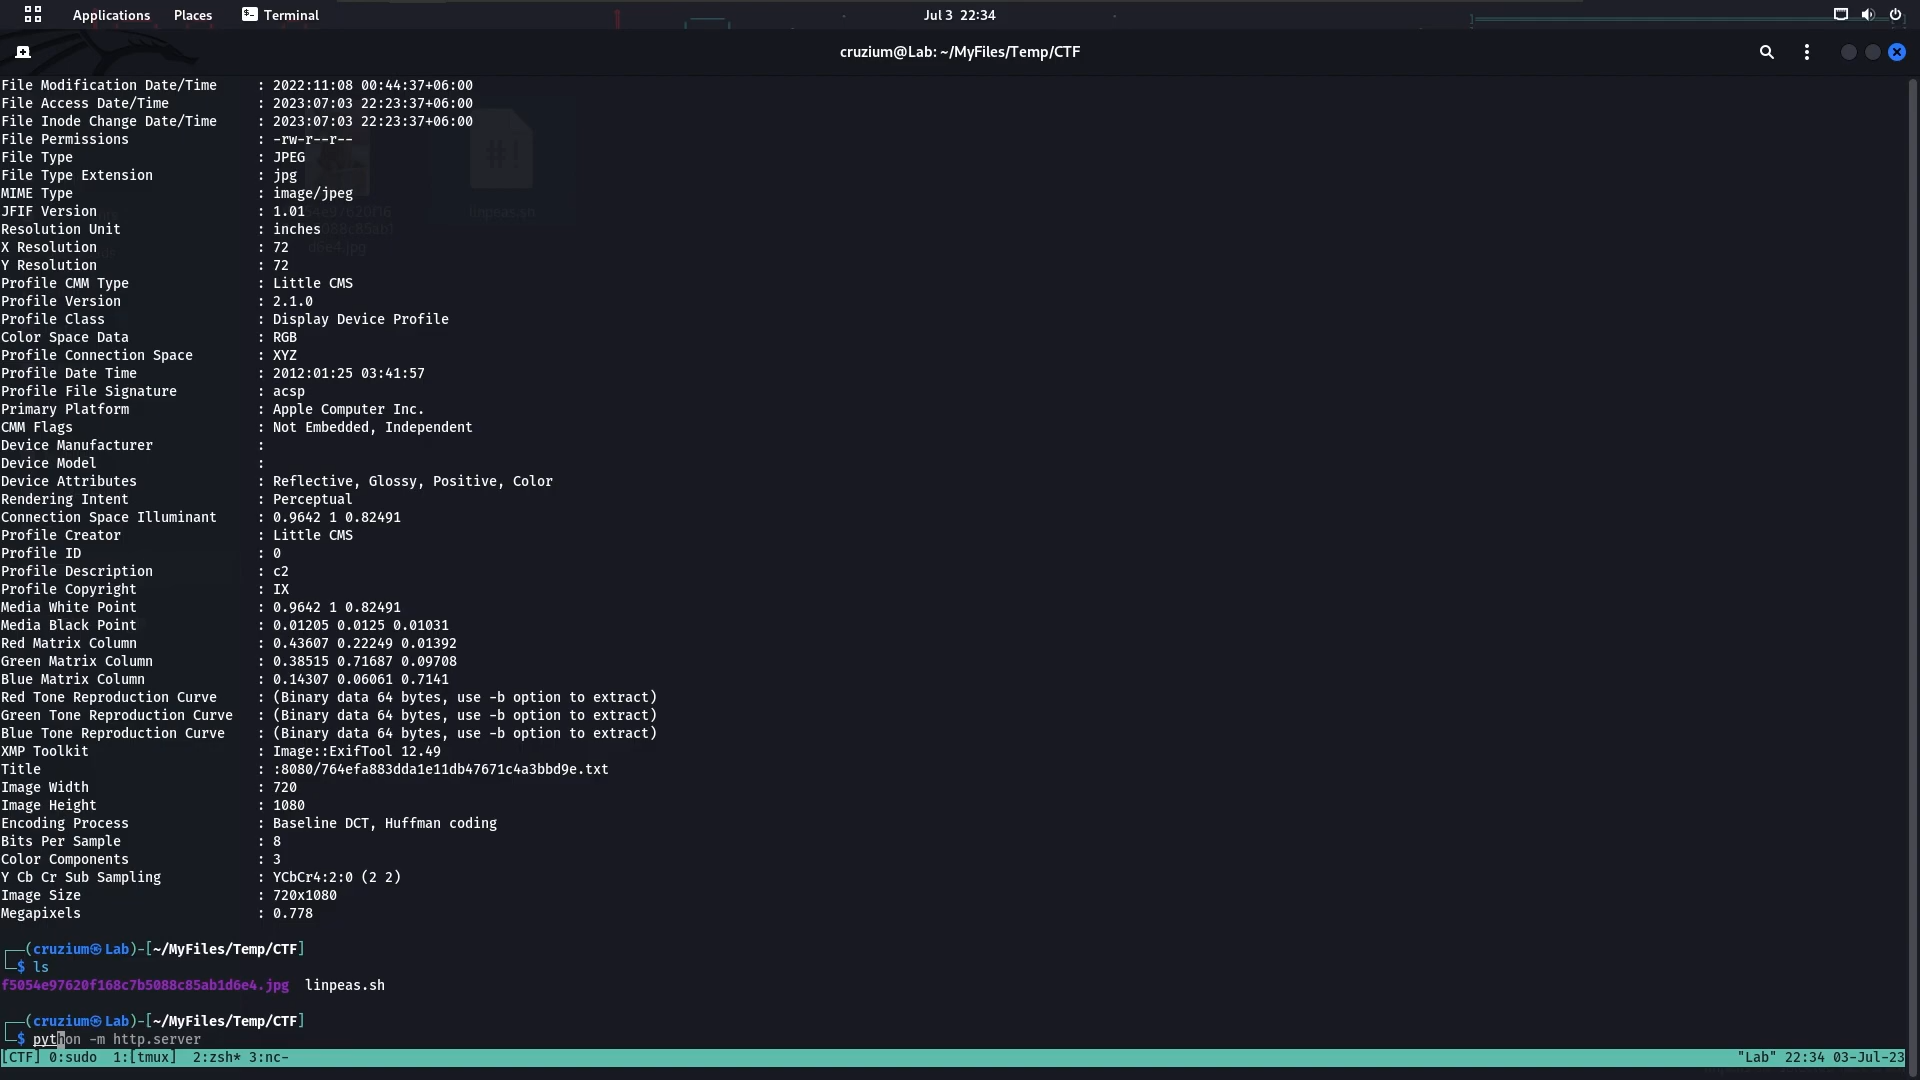 Applications Places Terminal Jul 3 22:34
cruzium@Lab: ~/MyFiles/Temp/CTF
File Modification Date/Time : 2022:11:08 00:44:37+06:00
File Access Date/Time : 2023:07:03 22:23:37+06:00
File Inode Change Date/Time : 2023:07:03 22:23:37+06:00
File Permissions : -rw-r--r--
File Type : JPEG
File Type Extension : jpg
MIME Type : image/jpeg
JFIF Version : 1.01
Resolution Unit : inches
X Resolution : 72
Y Resolution : 72
Profile CMM Type : Little CMS
Profile Version : 2.1.0
Profile Class : Display Device Profile
Color Space Data : RGB
Profile Connection Space : XYZ
Profile Date Time : 2012:01:25 03:41:57
Profile File Signature : acsp
Primary Platform : Apple Computer Inc.
CMM Flags : Not Embedded, Independent
Device Manufacturer :
Device Model :
Device Attributes : Reflective, Glossy, Positive, Color
Rendering Intent : Perceptual
Connection Space Illuminant : 0.9642 1 0.82491
Profile Creator : Little CMS
Profile ID : 0
Profile Description : c2
Profile Copyright : IX
Media White Point : 0.9642 1 0.82491
Media Black Point : 0.01205 0.0125 0.01031
Red Matrix Column : 0.43607 0.22249 0.01392
Green Matrix Column : 0.38515 0.71687 0.09708
Blue Matrix Column : 0.14307 0.06061 0.7141
Red Tone Reproduction Curve : (Binary data 64 bytes, use -b option to extract)
Green Tone Reproduction Curve : (Binary data 64 bytes, use -b option to extract)
Blue Tone Reproduction Curve : (Binary data 64 bytes, use -b option to extract)
XMP Toolkit : Image::ExifTool 12.49
Title : :8080/764efa883dda1e11db47671c4a3bbd9e.txt
Image Width : 720
Image Height : 1080
Encoding Process : Baseline DCT, Huffman coding
Bits Per Sample : 8
Color Components : 3
Y Cb Cr Sub Sampling : YCbCr4:2:0 (2 2)
Image Size : 720x1080
Megapixels : 0.778
┌──(cruzium㉿Lab)-[~/MyFiles/Temp/CTF]
└─$ ls
f5054e97620f168c7b5088c85ab1d6e4.jpg linpeas.sh
┌──(cruzium㉿Lab)-[~/MyFiles/Temp/CTF]
└─$ python -m http.server
[CTF] 0:sudo 1:[tmux] 2:zsh* 3:nc- "Lab" 22:34 03-Jul-23